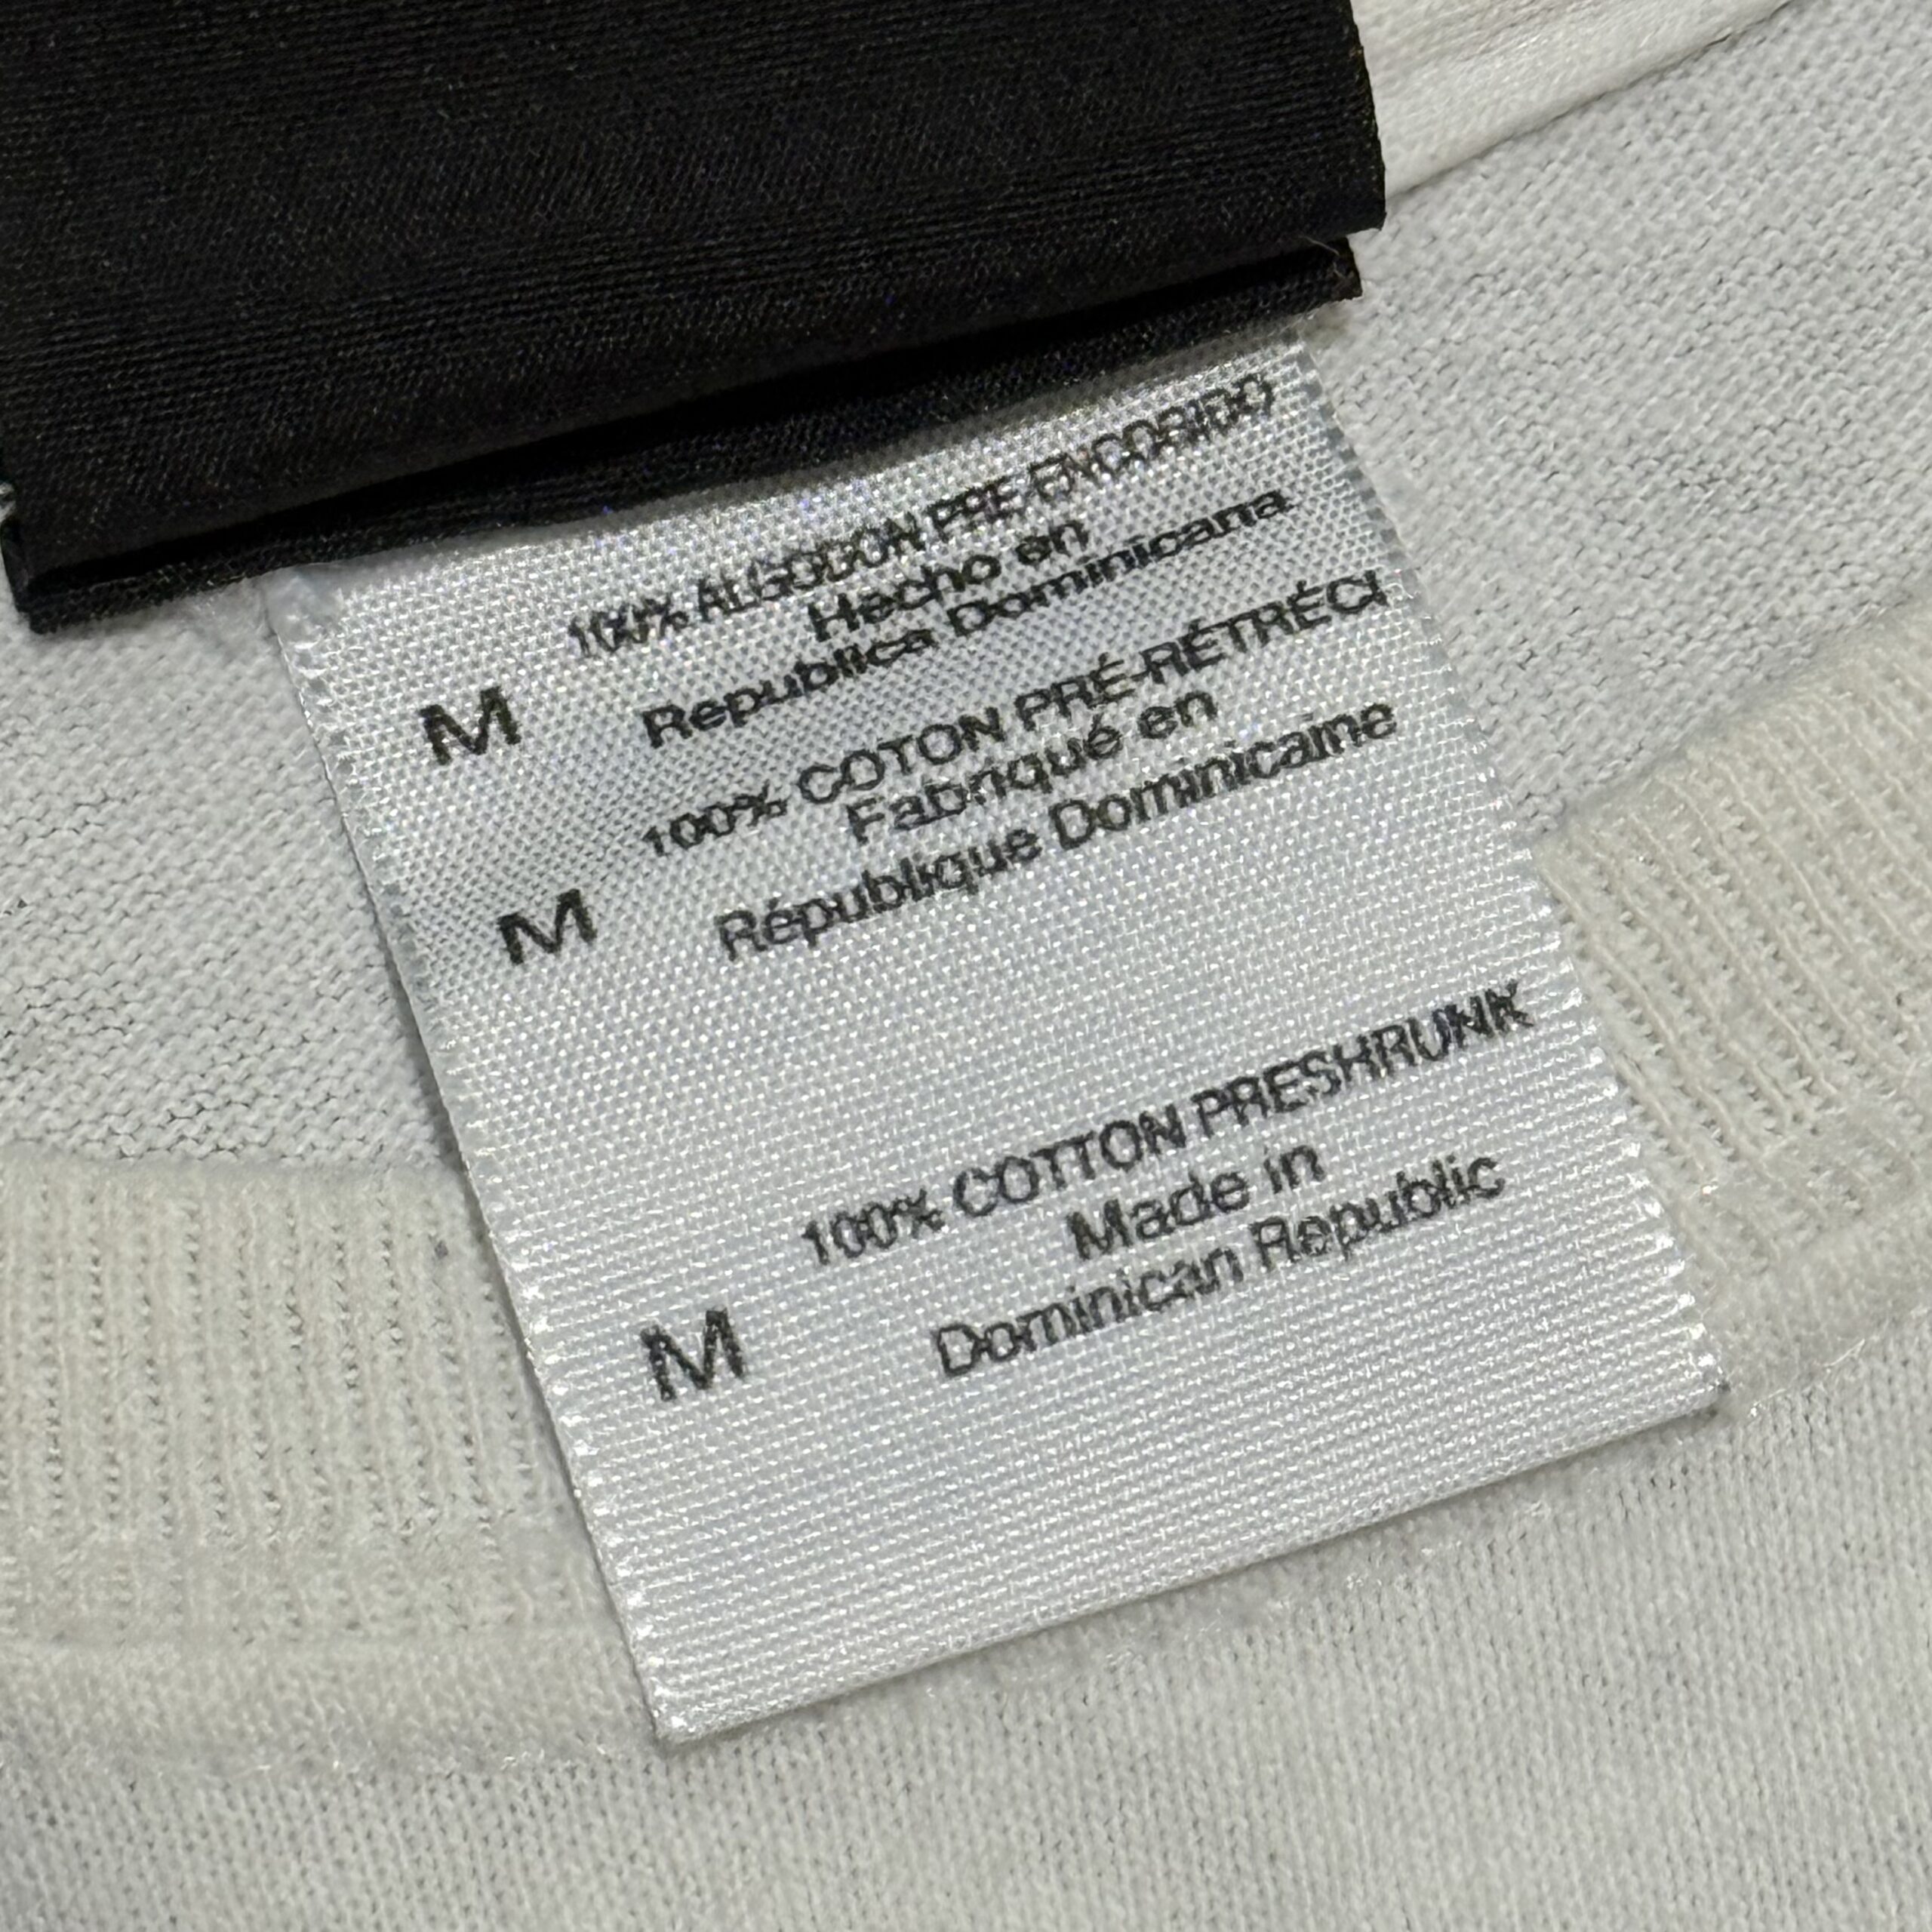 100% ALGODON PRE-ENCOGIDO
Hecho en
M Republica Dominicana
100% COTON PRÉ-RÉTRÉCI
Fabriqué en
M République Dominicaine
100% COTTON PRESHRUNK
Made in
M Dominican Republic